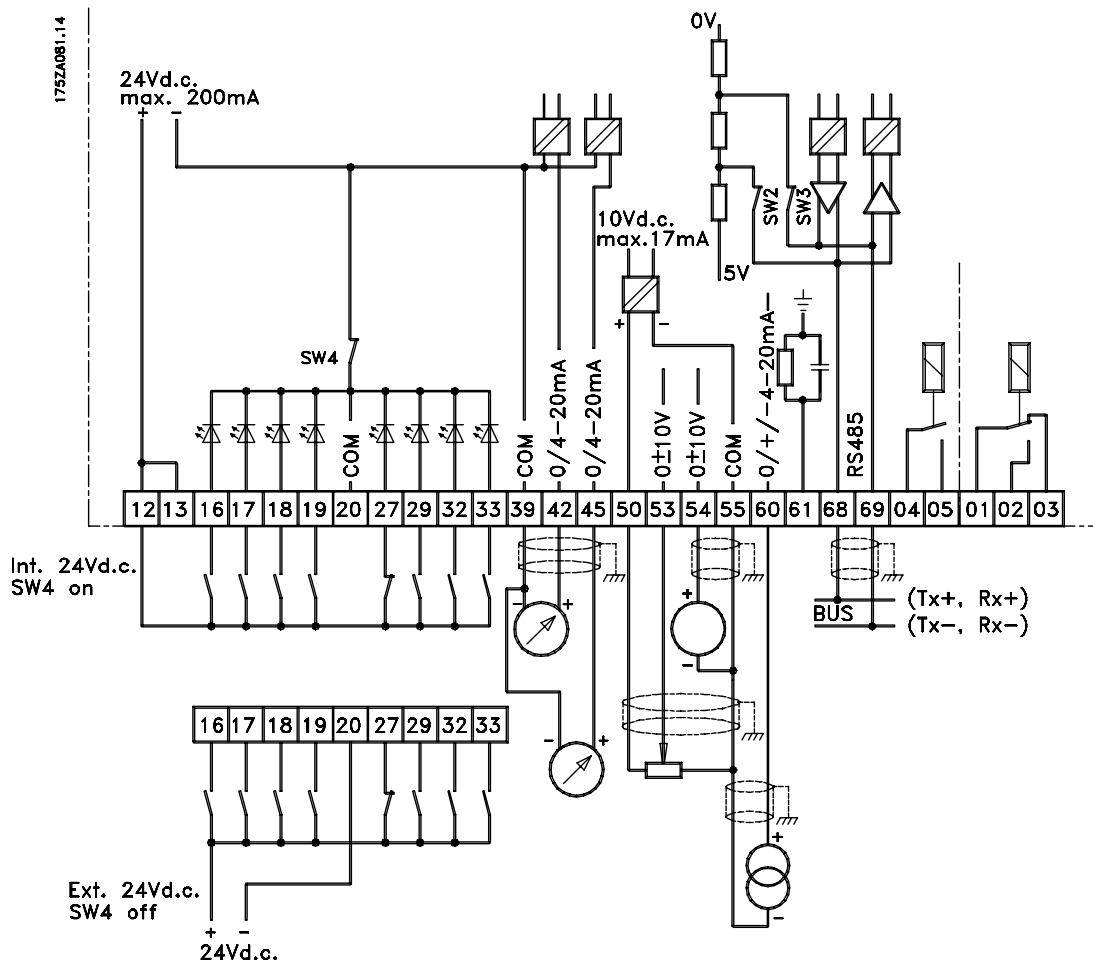 175ZA081.14
24Vd.c.
max. 200mA
+ −
0V
SW2
SW3
10Vd.c.
max.17mA
5V
+ −
SW4
COM
COM
0/4−20mA
0/4−20mA
0±10V
0±10V
COM
0/+/−4−20mA
RS485
12 13 16 17 18 19 20 27 29 32 33 39 42 45 50 53 54 55 60 61 68 69 04 05 01 02 03
Int. 24Vd.c.
SW4 on
− +
+
−
BUS
(Tx+, Rx+)
(Tx−, Rx−)
16 17 18 19 20 27 29 32 33
− +
+
−
Ext. 24Vd.c.
SW4 off
+ −
24Vd.c.